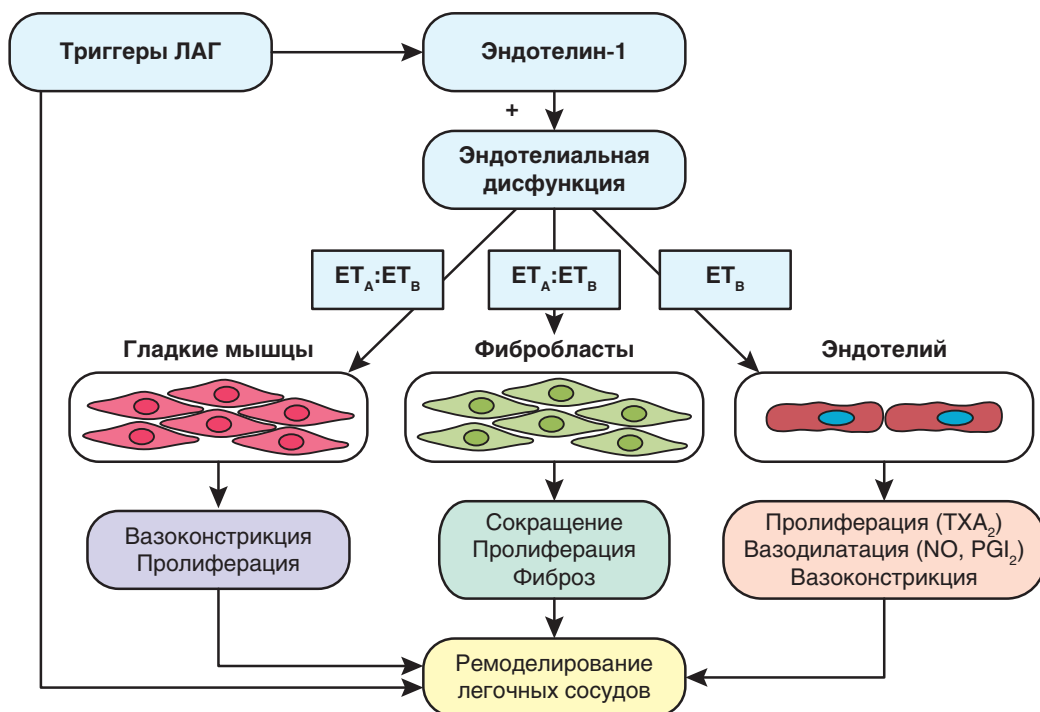 Триггеры ЛАГ
Эндотелин-1
+
Эндотелиальная
дисфункция
ET_A:ET_B
ET_A:ET_B
ET_B
Гладкие мышцы
Фибробласты
Эндотелий
Вазоконстрикция
Пролиферация
Сокращение
Пролиферация
Фиброз
Пролиферация (TXA₂)
Вазодилатация (NO, PGI₂)
Вазоконстрикция
Ремоделирование
легочных сосудов